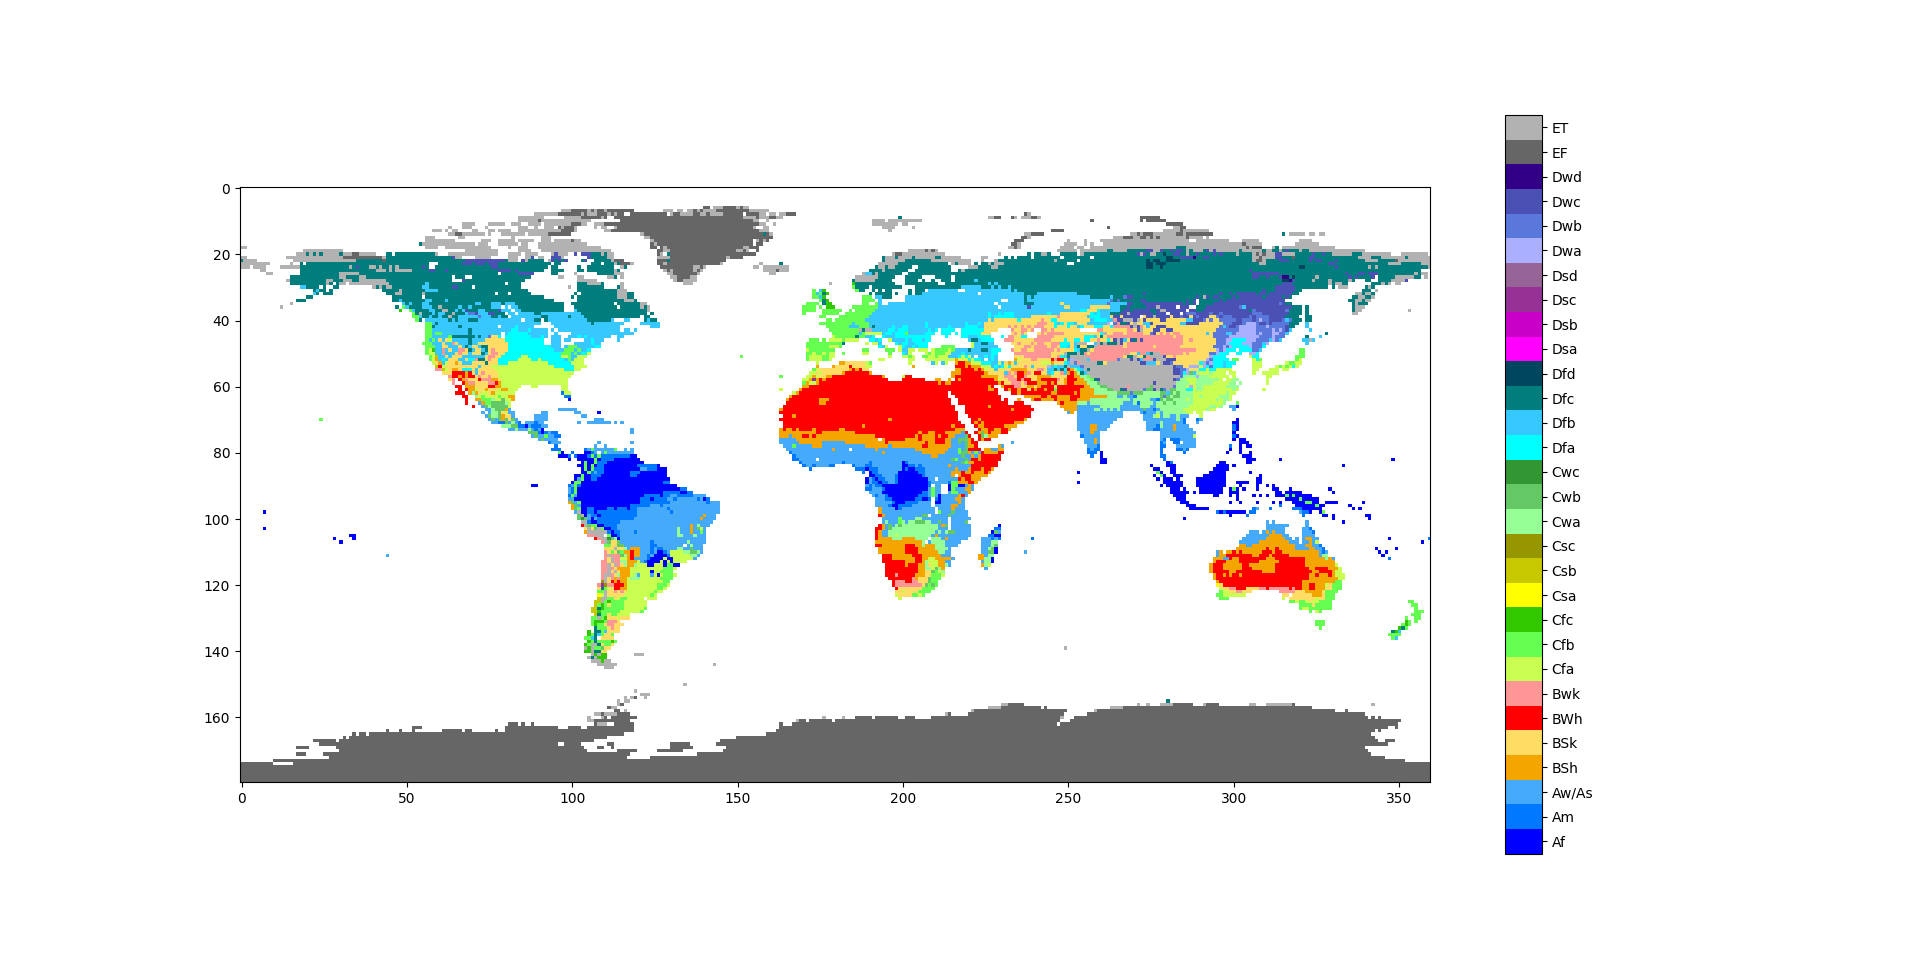 0
20
40
60
80
100
120
140
160
0 50 100 150 200 250 300 350
ET
EF
Dwd
Dwc
Dwb
Dwa
Dsd
Dsc
Dsb
Dsa
Dfd
Dfc
Dfb
Dfa
Cwc
Cwb
Cwa
Csc
Csb
Csa
Cfc
Cfb
Cfa
Bwk
BWh
BSk
BSh
Aw/As
Am
Af